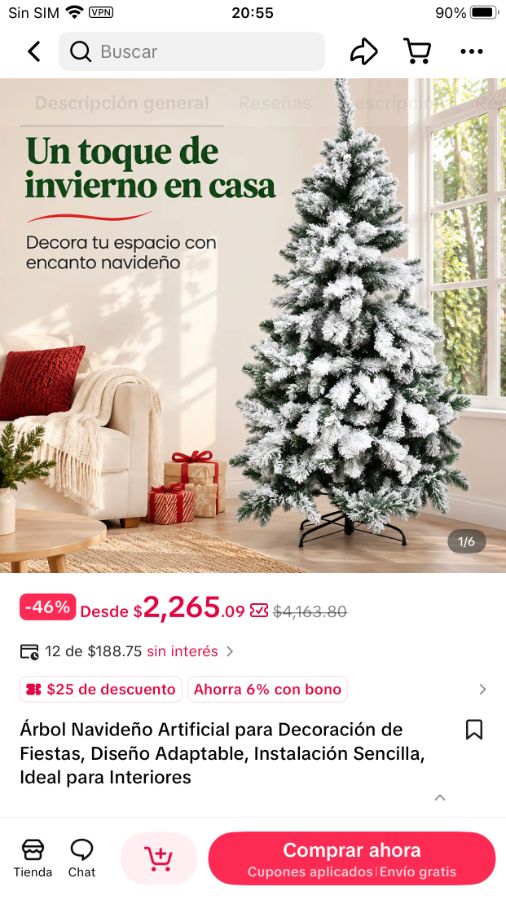 Sin SIM VPN 20:55 90%
Buscar
Descripción general Reseñas
Un toque de
invierno en casa
Decora tu espacio con
encanto navideño
1/6
-46% Desde $2,265.09 $4,163.80
12 de $188.75 sin interés >
$25 de descuento Ahorra 6% con bono >
Árbol Navideño Artificial para Decoración de
Fiestas, Diseño Adaptable, Instalación Sencilla,
Ideal para Interiores
Tienda Chat
Comprar ahora
Cupones aplicados | Envío gratis